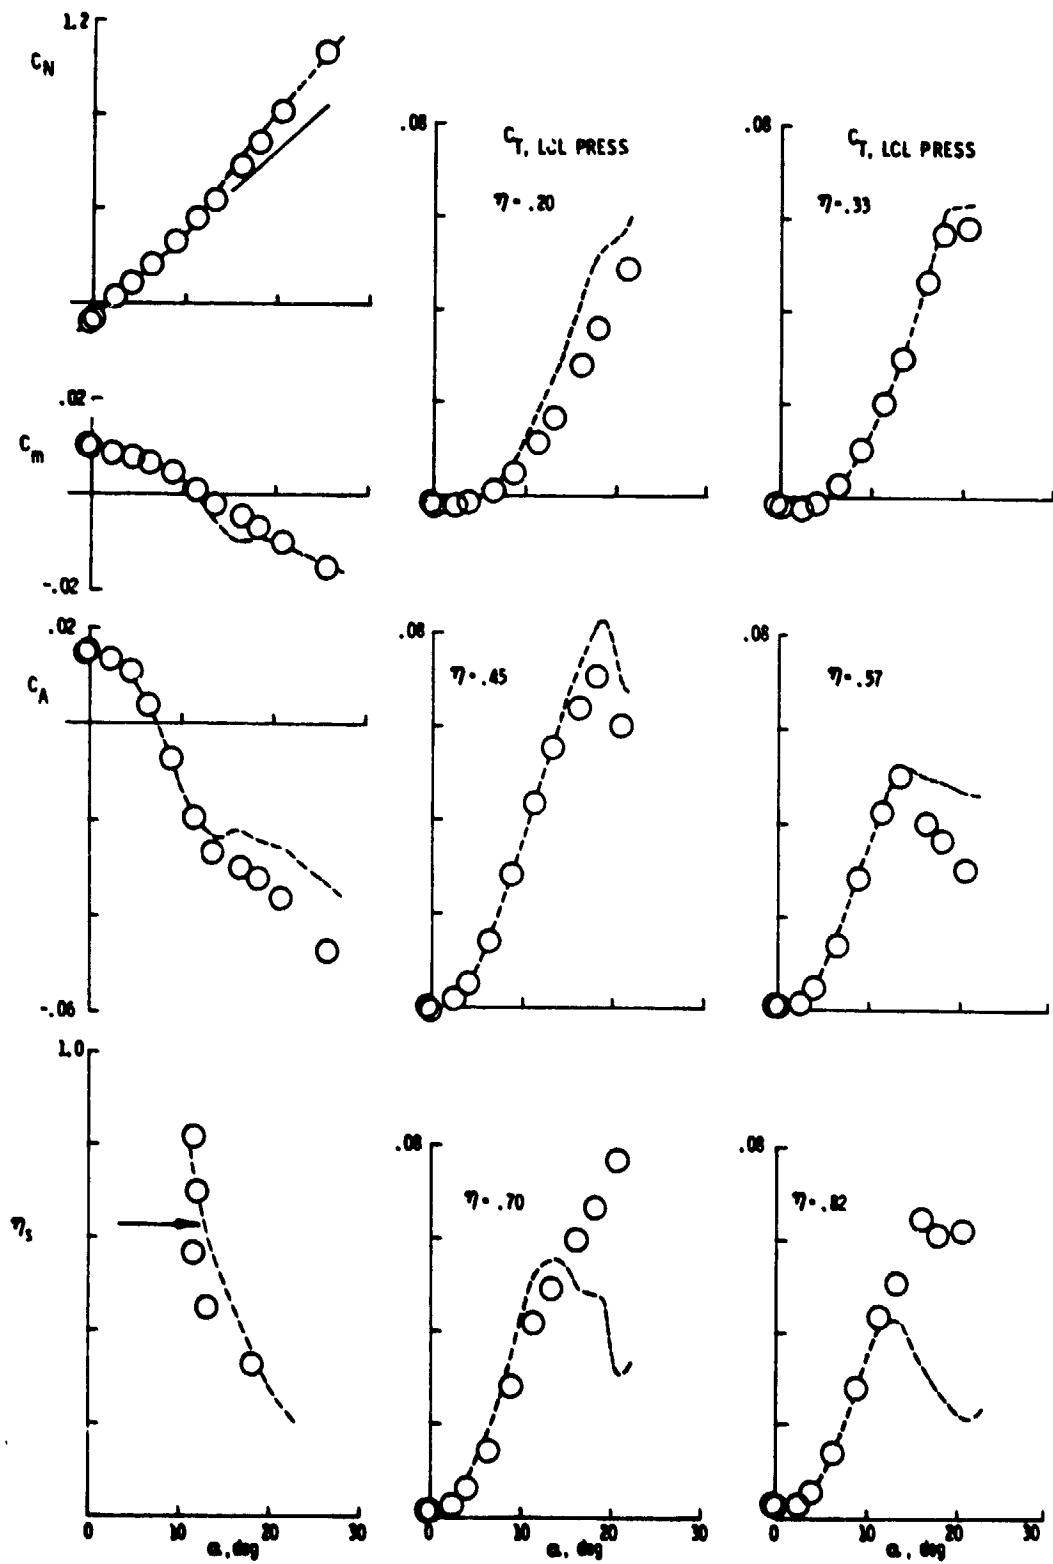 1.2
C_N
.02
C_m
-.02
.02
C_A
-.06
1.0
η_s
0 10 20 30
α, deg
.08
C_T, LCL PRESS
η=.20
.08
C_T, LCL PRESS
η=.33
.08
η=.45
.08
η=.57
.08
η=.70
0 10 20 30
α, deg
.08
η=.82
0 10 20 30
α, deg